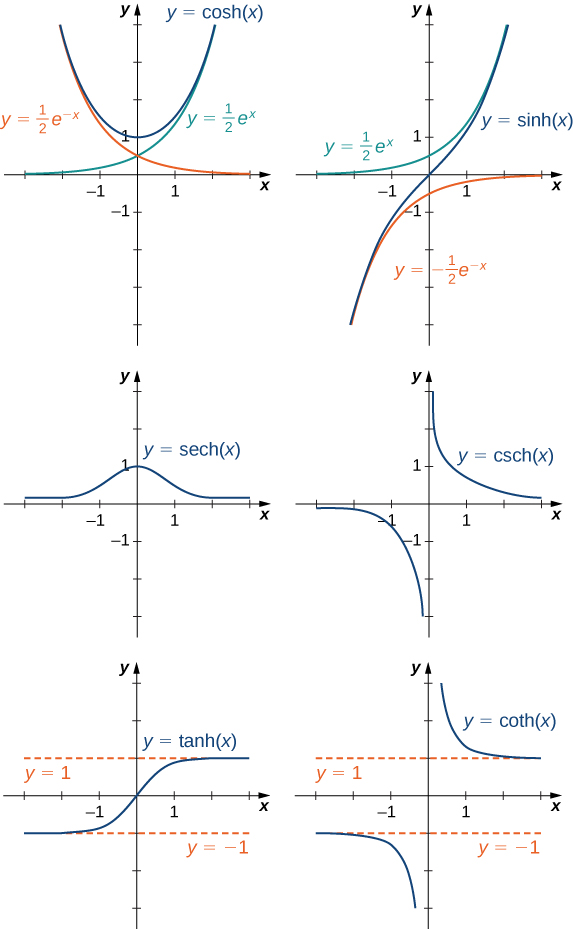 y
y = cosh(x)
y = 1/2 e^−x
y = 1/2 e^x
1
−1
1
x
−1
y
y = sinh(x)
y = 1/2 e^x
1
−1
1
x
−1
y = −1/2 e^−x
y
y = sech(x)
1
−1
1
x
−1
y
y = csch(x)
1
−1
1
x
−1
y
y = tanh(x)
y = 1
−1
1
x
y = −1
y
y = coth(x)
y = 1
−1
1
x
y = −1